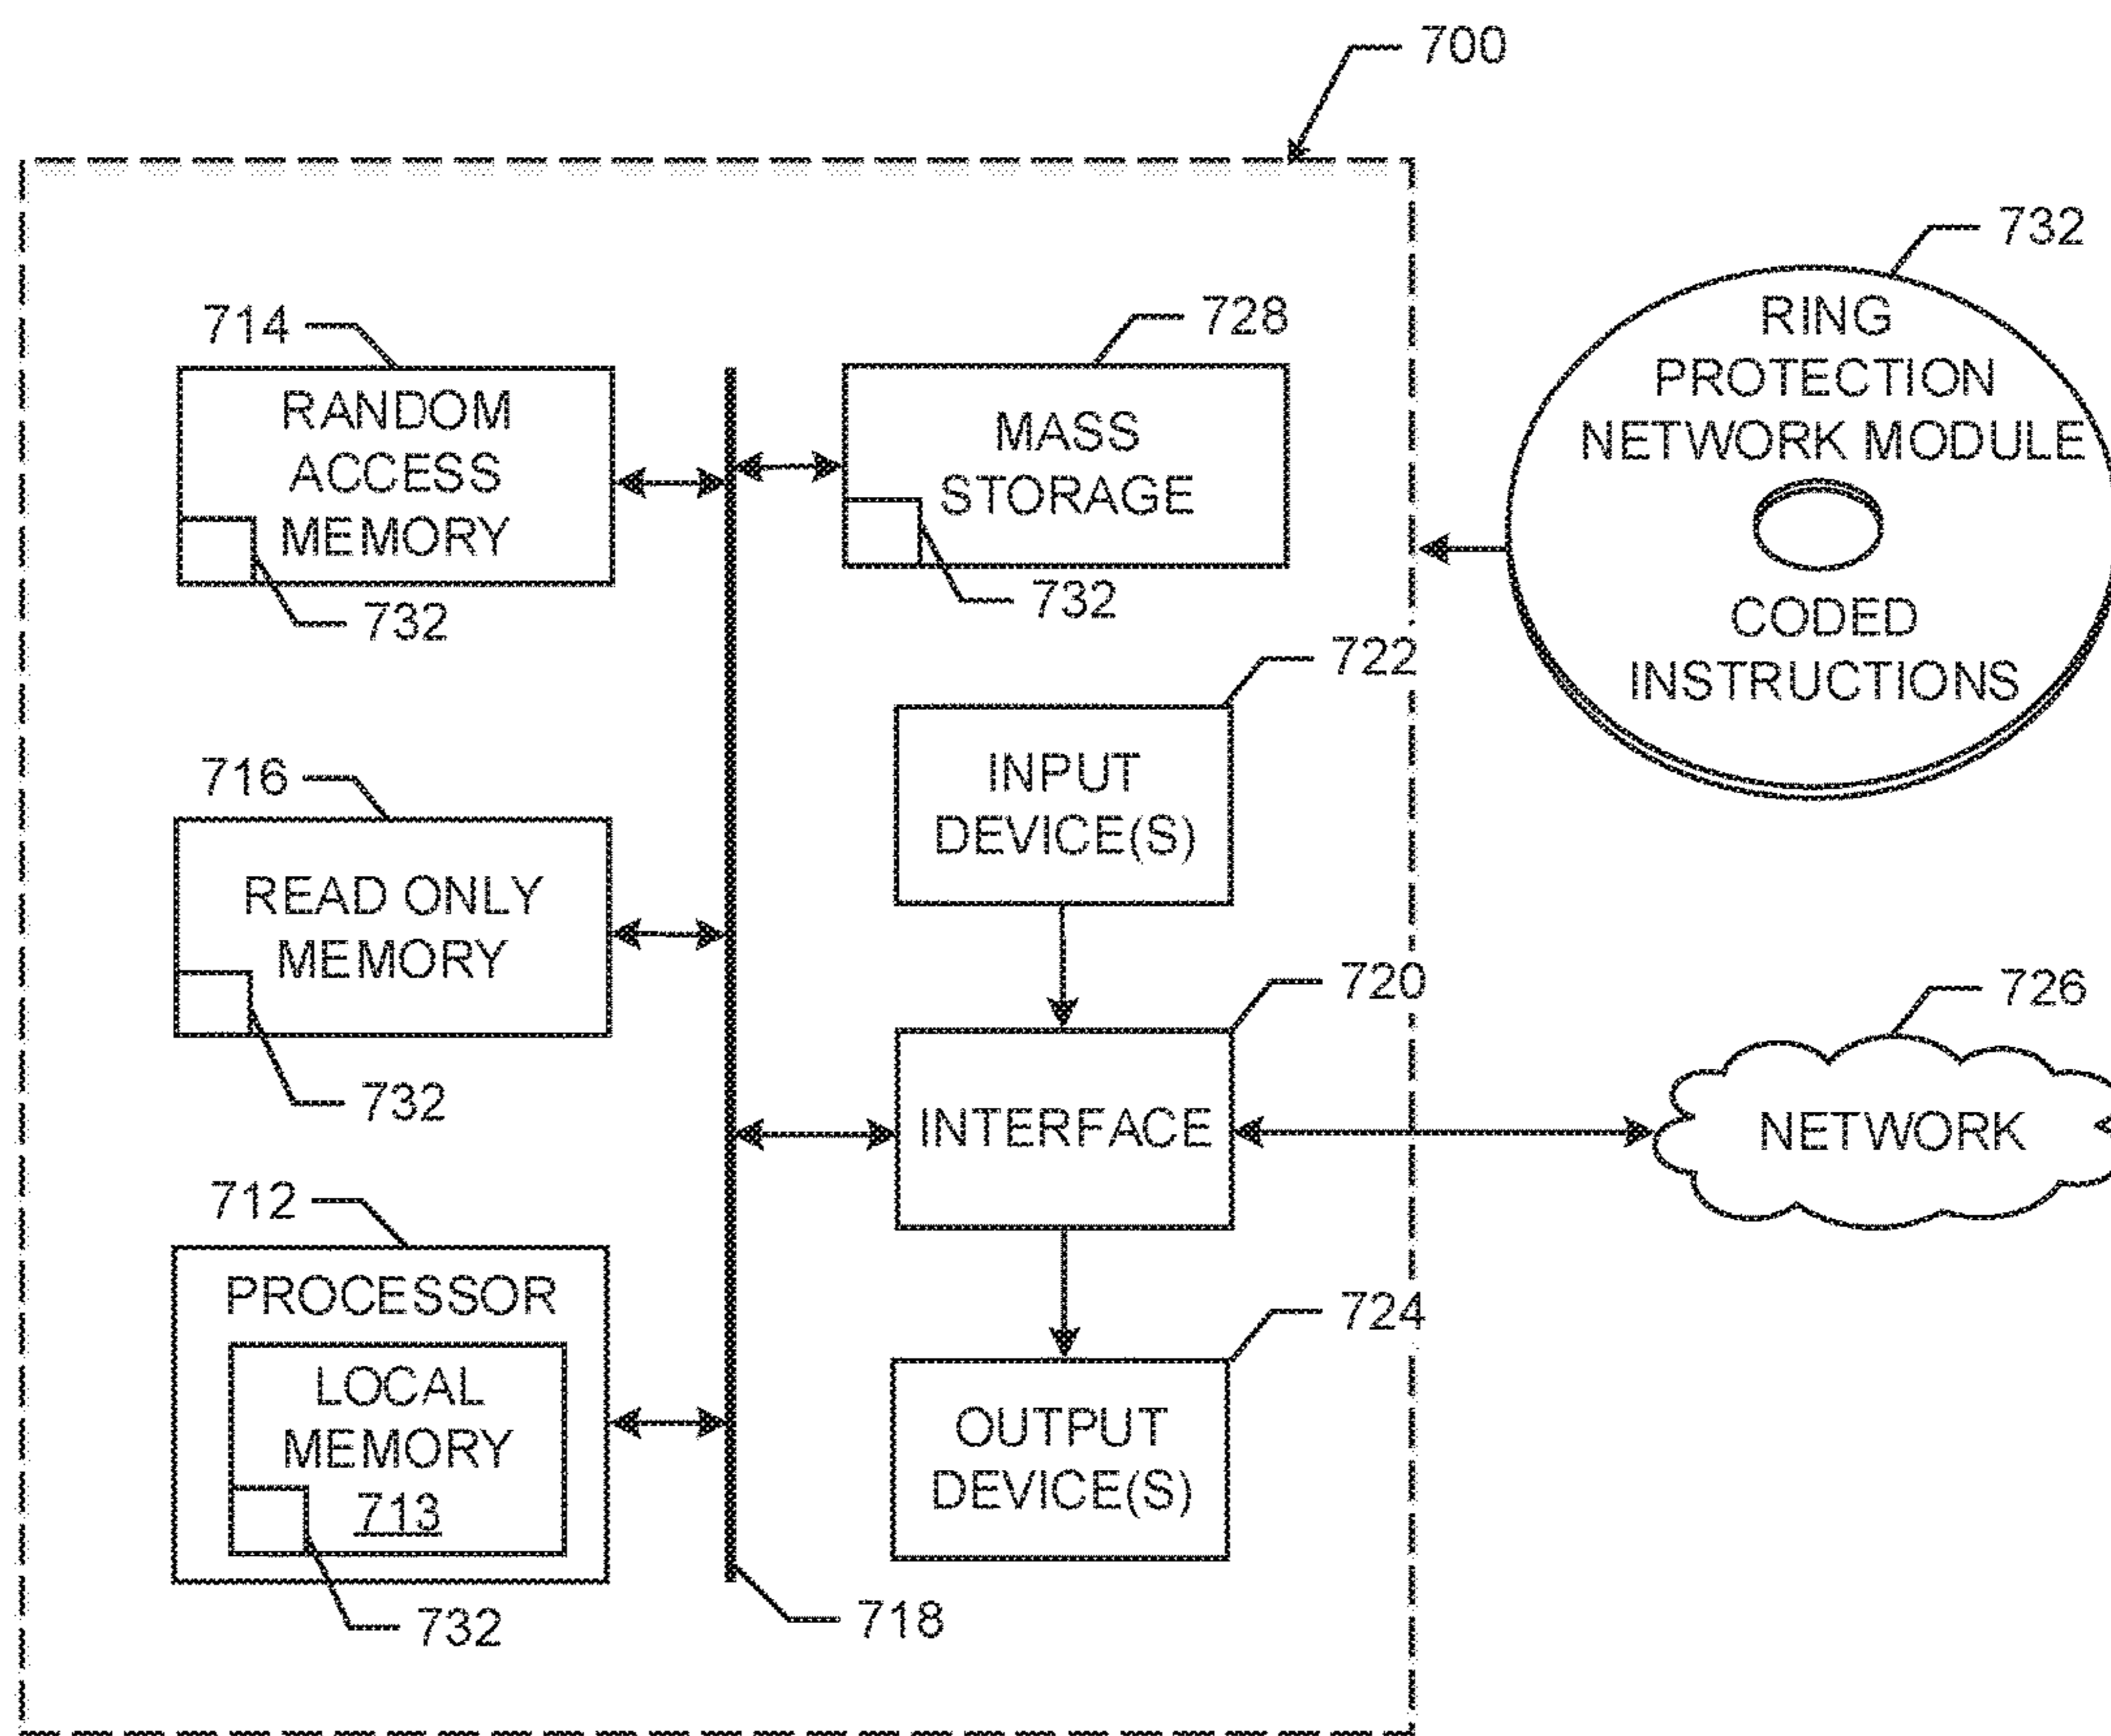 700
732
RING
PROTECTION
NETWORK MODULE
CODED
INSTRUCTIONS
714
RANDOM
ACCESS
MEMORY
732
728
MASS
STORAGE
732
722
INPUT
DEVICE(S)
716
READ ONLY
MEMORY
732
720
INTERFACE
726
NETWORK
712
PROCESSOR
LOCAL
MEMORY
713
732
724
OUTPUT
DEVICE(S)
718